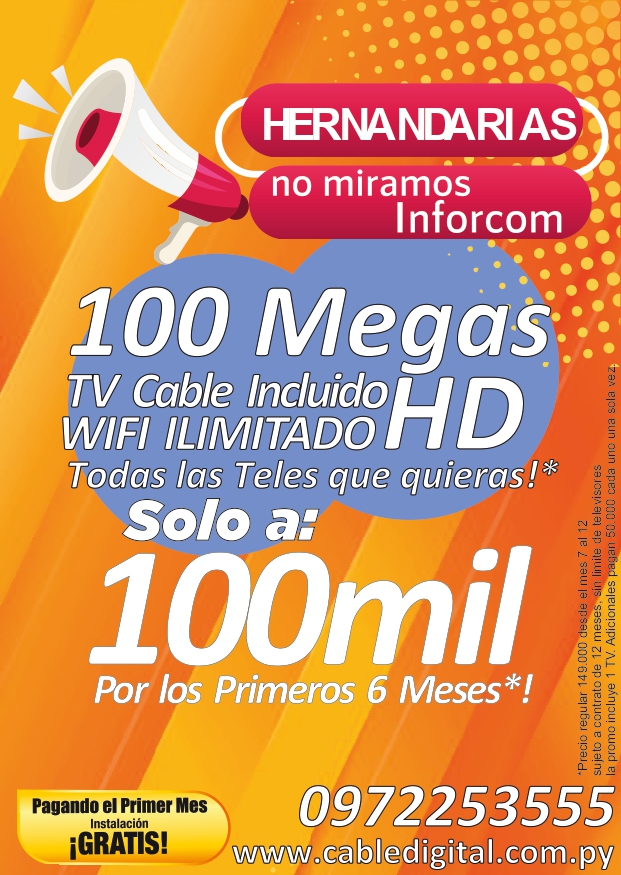 HERNANDARIAS
no miramos
Inforcom
100 Megas
TV Cable Incluido
WIFI ILIMITADO HD
Todas las Teles que quieras!*
Solo a:
100mil
Por los Primeros 6 Meses*!
*Precio regular 149.000 desde el mes 7 al 12
sujeto a contrato de 12 meses, sin limite de televisores
la promo incluye 1 TV. Adicionales pagan 50.000 cada uno una sola vez.
Pagando el Primer Mes
Instalación
¡GRATIS!
0972253555
www.cabledigital.com.py